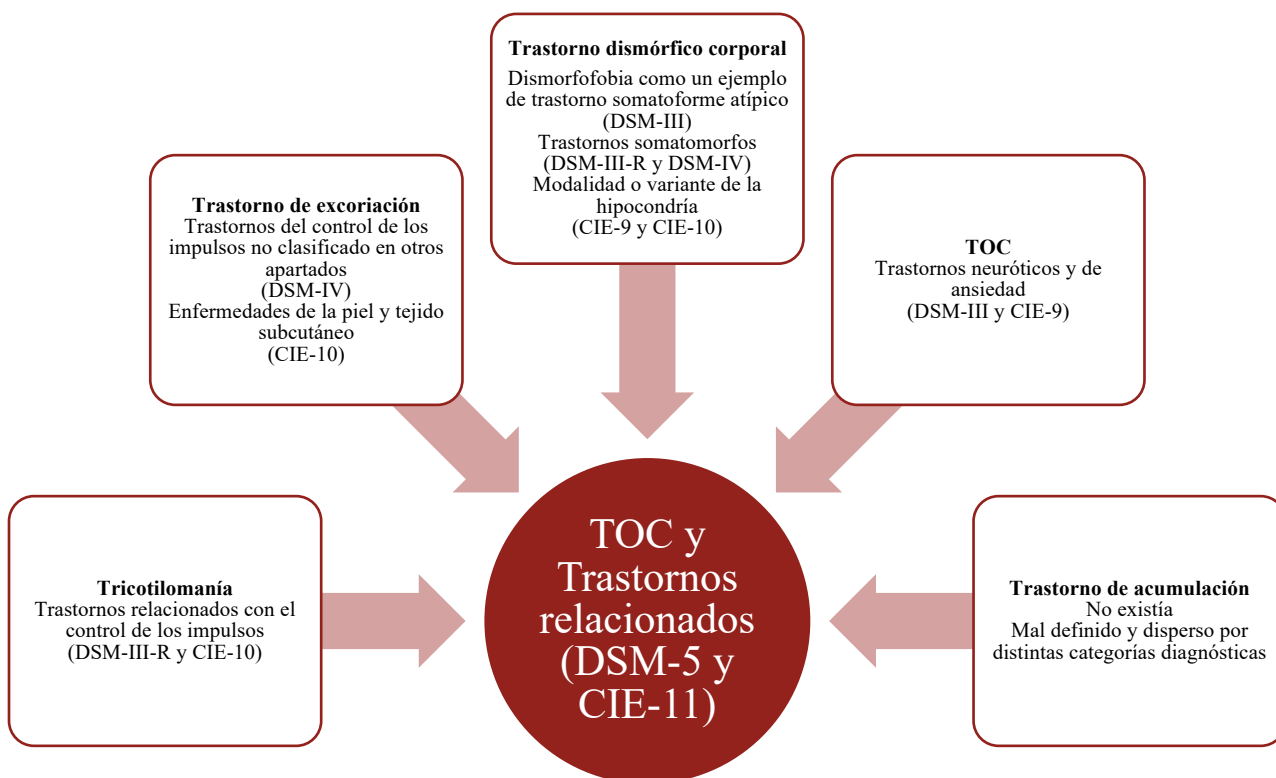 Trastorno dismórfico corporal
Dismorfofobia como un ejemplo
de trastorno somatoforme atípico
(DSM-III)
Trastornos somatomorfos
(DSM-III-R y DSM-IV)
Modalidad o variante de la
hipocondría
(CIE-9 y CIE-10)
Trastorno de excoriación
Trastornos del control de los
impulsos no clasificado en otros
apartados
(DSM-IV)
Enfermedades de la piel y tejido
subcutáneo
(CIE-10)
TOC
Trastornos neuróticos y de
ansiedad
(DSM-III y CIE-9)
Tricotilomanía
Trastornos relacionados con el
control de los impulsos
(DSM-III-R y CIE-10)
TOC y
Trastornos
relacionados
(DSM-5 y
CIE-11)
Trastorno de acumulación
No existía
Mal definido y disperso por
distintas categorías diagnósticas